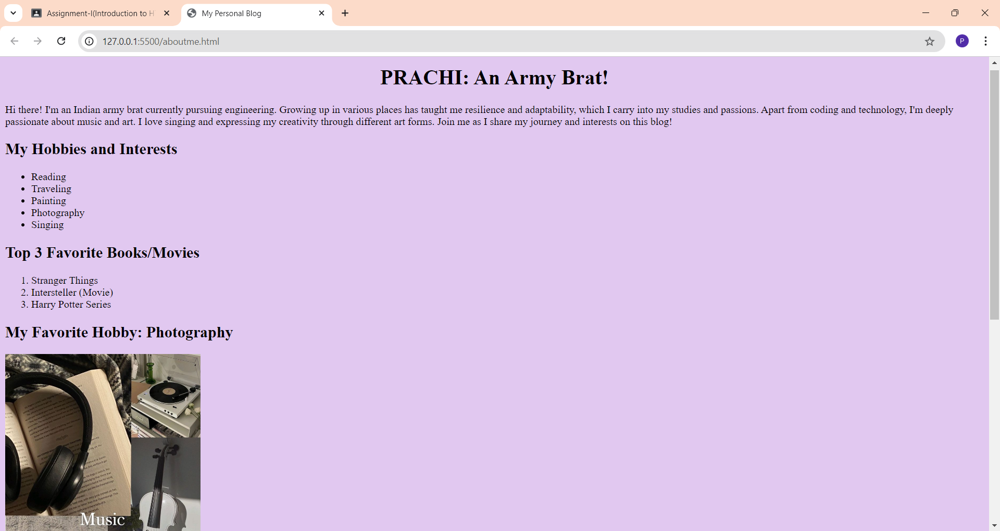 Assignment-I(Introduction to H
My Personal Blog
127.0.0.1:5500/aboutme.html
P
PRACHI: An Army Brat!
Hi there! I'm an Indian army brat currently pursuing engineering. Growing up in various places has taught me resilience and adaptability, which I carry into my studies and passions. Apart from coding and technology, I'm deeply
passionate about music and art. I love singing and expressing my creativity through different art forms. Join me as I share my journey and interests on this blog!
My Hobbies and Interests
• Reading
• Traveling
• Painting
• Photography
• Singing
Top 3 Favorite Books/Movies
1. Stranger Things
2. Intersteller (Movie)
3. Harry Potter Series
My Favorite Hobby: Photography
Music